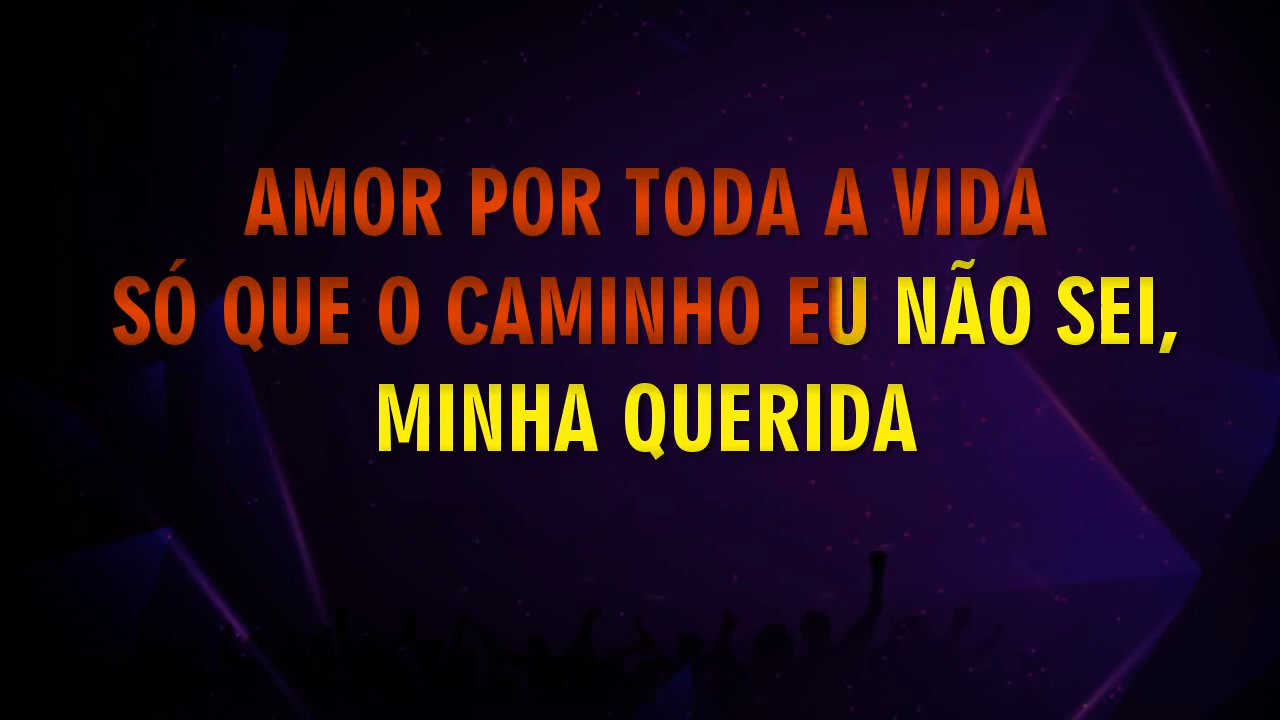 AMOR POR TODA A VIDA
SÓ QUE O CAMINHO EU NÃO SEI,
MINHA QUERIDA